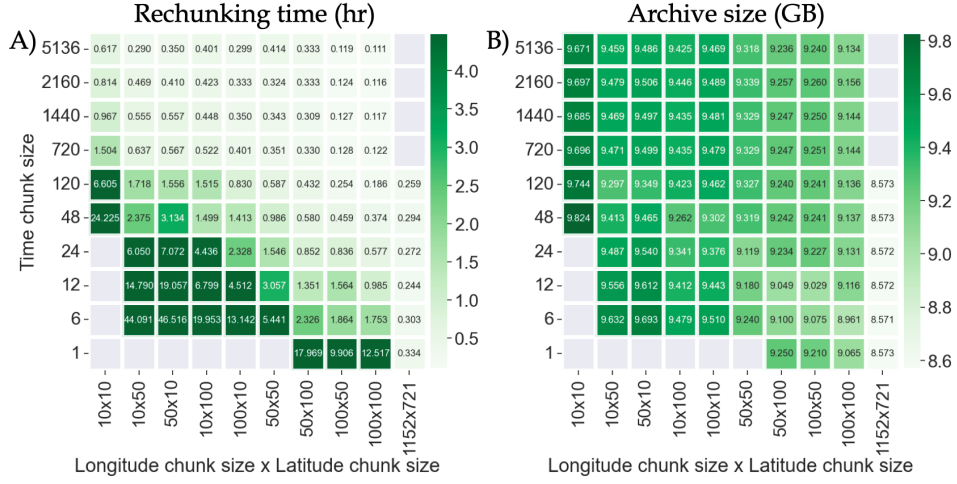 Rechunking time (hr)
Archive size (GB)
A)
5136 0.617 0.290 0.350 0.401 0.299 0.414 0.333 0.119 0.111
2160 0.814 0.469 0.410 0.423 0.333 0.333 0.333 0.124 0.116
1440 0.967 0.555 0.557 0.448 0.350 0.343 0.309 0.127 0.117
720 1.504 0.637 0.567 0.522 0.401 0.351 0.330 0.128 0.122
120 6.605 1.718 1.556 1.515 0.830 0.587 0.432 0.254 0.186 0.259
48 24.225 2.375 3.134 1.499 1.413 0.986 0.580 0.459 0.374 0.294
24 6.050 7.072 4.436 2.328 1.546 0.852 0.836 0.577 0.272
12 14.790 19.057 6.799 4.512 3.057 1.351 1.564 0.985 0.244
6 44.091 46.516 19.953 13.142 5.441 2.326 1.864 1.753 0.303
1 17.969 9.906 12.517 0.334
Time chunk size
10x10 10x50 50x10 10x100 100x10 50x50 50x100 100x50 100x100 1152x721
Longitude chunk size x Latitude chunk size
4.0
3.5
3.0
2.5
2.0
1.5
1.0
0.5
B)
5136 9.671 9.459 9.486 9.425 9.469 9.318 9.236 9.240 9.134
2160 9.697 9.479 9.506 9.446 9.489 9.339 9.257 9.260 9.156
1440 9.685 9.469 9.497 9.435 9.481 9.329 9.247 9.250 9.144
720 9.696 9.471 9.499 9.435 9.479 9.329 9.247 9.251 9.144
120 9.744 9.297 9.349 9.423 9.462 9.327 9.240 9.241 9.136 8.573
48 9.824 9.413 9.465 9.262 9.302 9.319 9.242 9.241 9.137 8.573
24 9.487 9.540 9.341 9.376 9.119 9.234 9.227 9.131 8.572
12 9.556 9.612 9.412 9.443 9.180 9.049 9.029 9.116 8.572
6 9.632 9.693 9.479 9.510 9.240 9.100 9.075 8.961 8.571
1 9.250 9.210 9.065 8.573
10x10 10x50 50x10 10x100 100x10 50x50 50x100 100x50 100x100 1152x721
Longitude chunk size x Latitude chunk size
9.8
9.6
9.4
9.2
9.0
8.8
8.6